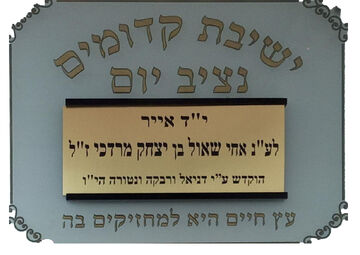 ישיבת קדומים
נציב יום
י"ד אייר
לע"נ אחי שאול בן יצחק מרדכי ז"ל
הוקדש ע"י דניאל ורבקה ונטורה הי"ו
עץ חיים היא למחזיקים בה